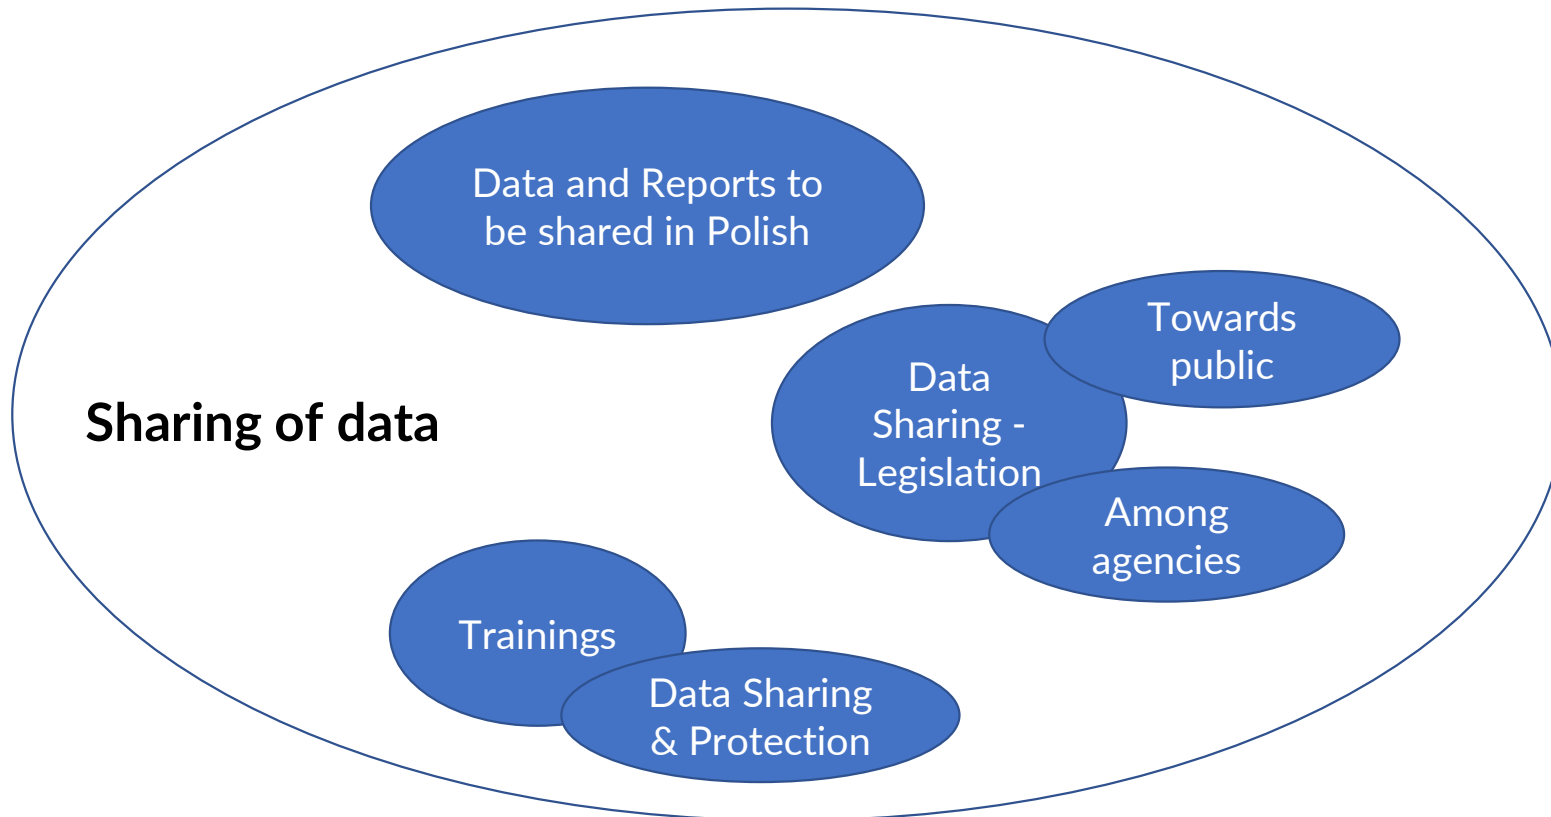 Data and Reports to
be shared in Polish
Towards
public
Data
Sharing -
Legislation
Sharing of data
Among
agencies
Trainings
Data Sharing
& Protection